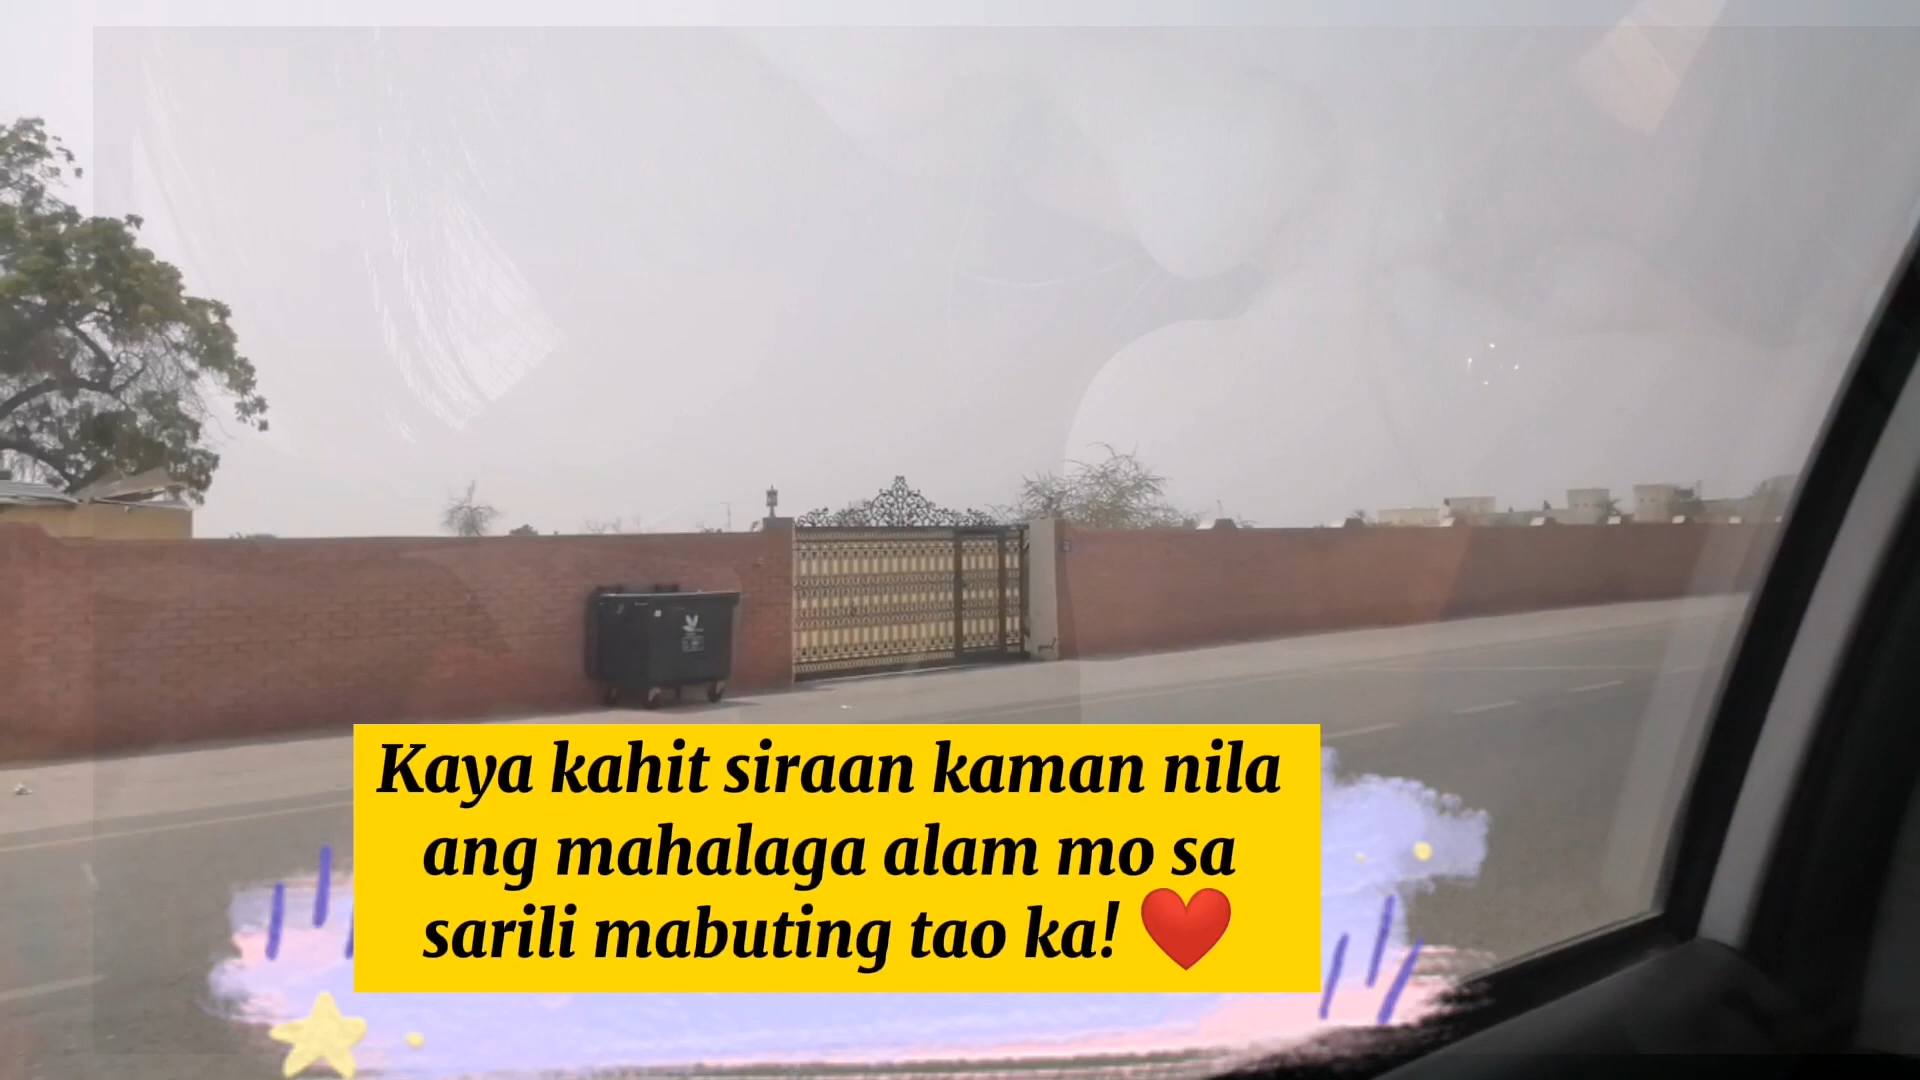 Kaya kahit siraan kaman nila
ang mahalaga alam mo sa
sarili mabuting tao ka! ❤️